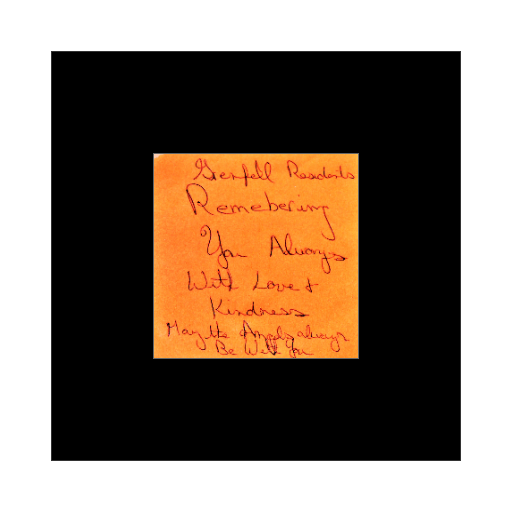 Grenfell Residents
Remebering
You Always
With Love &
Kindness
May the Angels always
Be With You